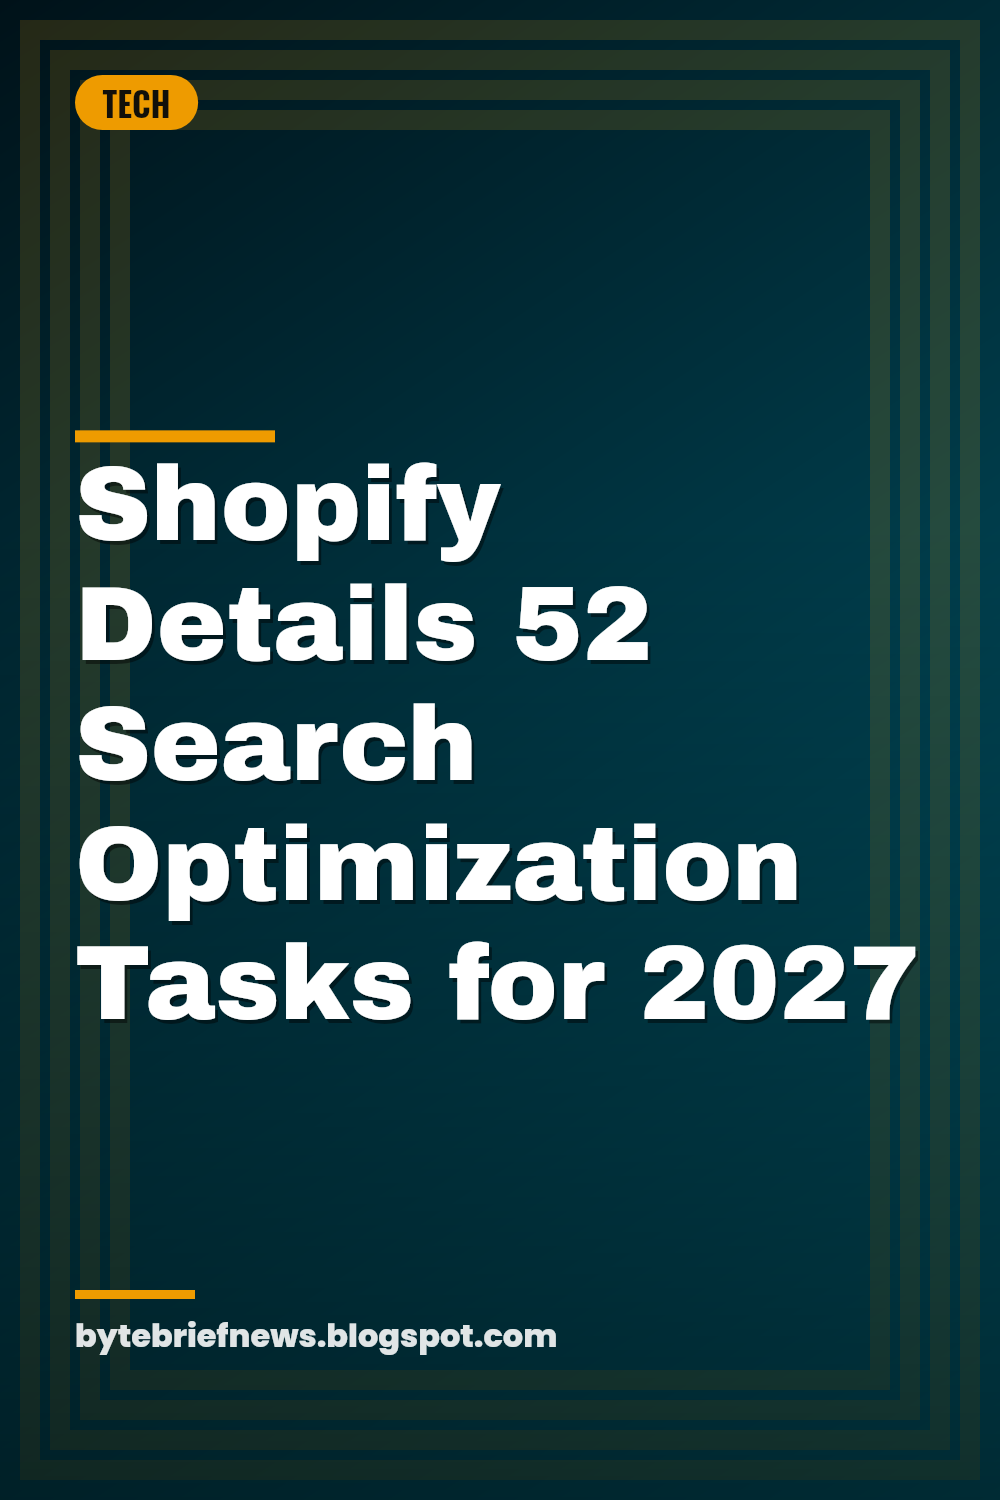 TECH
Shopify
Details 52
Search
Optimization
Tasks for 2027
bytebriefnews.blogspot.com